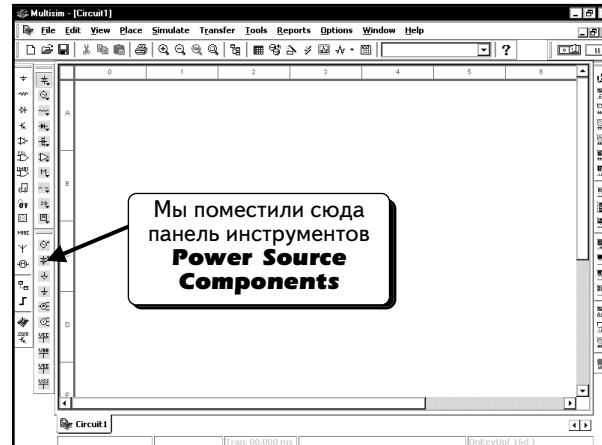 Multisim - [Circuit1]
File Edit View Place Simulate Transfer Tools Reports Options Window Help
0 1 2 3 4 5 6
A
B
D
Мы поместили сюда
панель инструментов
Power Source
Components
MISC
Circuit1
Tran: 00.000 ms
OnKeyUp( 16d )